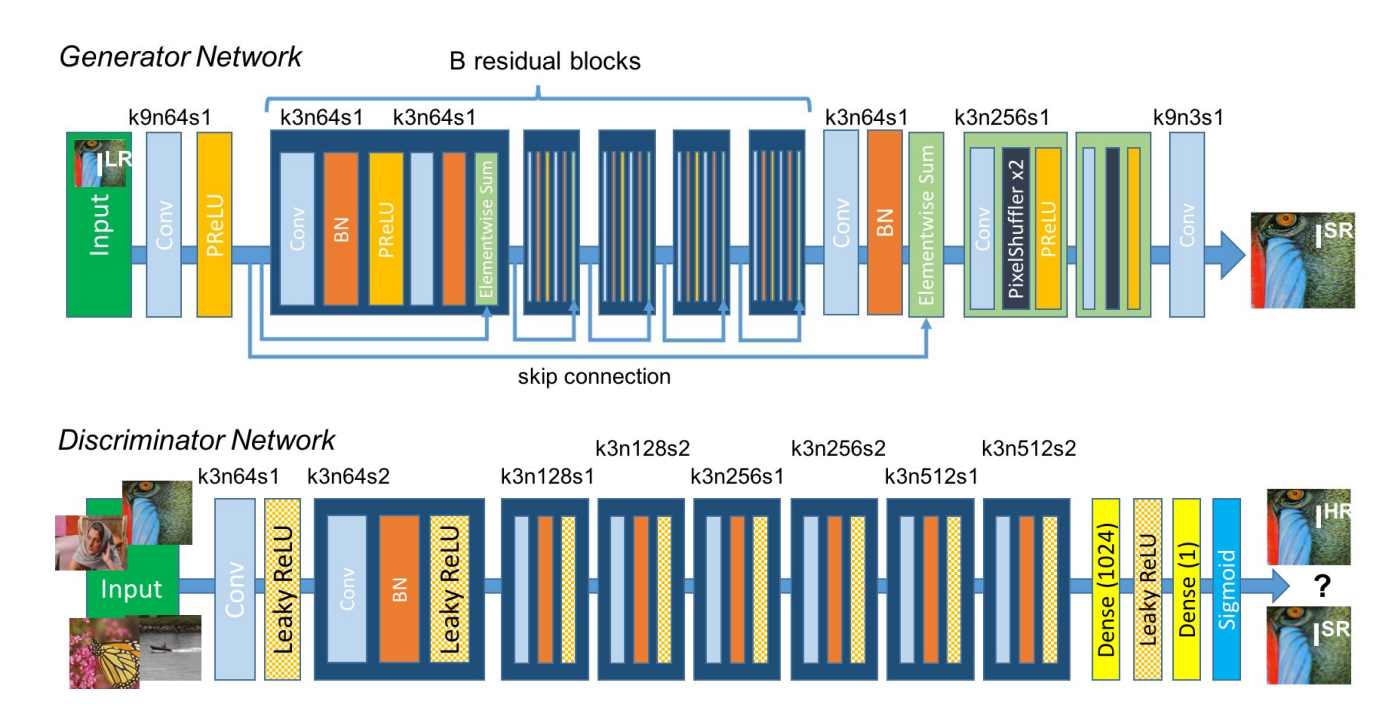 Generator Network
B residual blocks
k9n64s1
k3n64s1
k3n64s1
k3n64s1
k3n256s1
k9n3s1
I^LR
Input
Conv
PReLU
Conv
BN
PReLU
Elementwise Sum
Conv
BN
Elementwise Sum
Conv
PixelShuffler x2
PReLU
Conv
I^SR
skip connection
Discriminator Network
k3n64s1
k3n64s2
k3n128s1
k3n128s2
k3n256s1
k3n256s2
k3n512s1
k3n512s2
Input
Conv
Leaky ReLU
Conv
BN
Leaky ReLU
Dense (1024)
Leaky ReLU
Dense (1)
Sigmoid
I^HR
?
I^SR